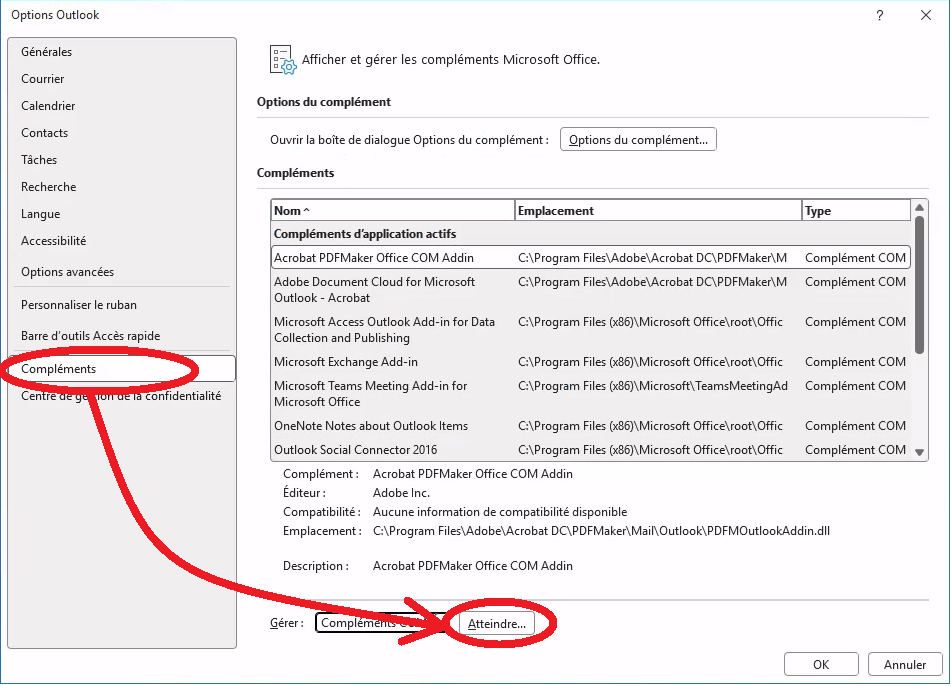 Options Outlook
?
Générales
Courrier
Calendrier
Contacts
Tâches
Recherche
Langue
Accessibilité
Options avancées
Personnaliser le ruban
Barre d'outils Accès rapide
Compléments
Centre de gestion de la confidentialité
Afficher et gérer les compléments Microsoft Office.
Options du complément
Ouvrir la boîte de dialogue Options du complément : Options du complément...
Compléments
Nom Emplacement Type
Compléments d'application actifs
Acrobat PDFMaker Office COM Addin C:\Program Files\Adobe\Acrobat DC\PDFMaker\M Complément COM
Adobe Document Cloud for Microsoft C:\Program Files\Adobe\Acrobat DC\PDFMaker\M Complément COM
Outlook - Acrobat
Microsoft Access Outlook Add-in for Data C:\Program Files (x86)\Microsoft Office\root\Offic Complément COM
Collection and Publishing
Microsoft Exchange Add-in C:\Program Files (x86)\Microsoft Office\root\Offic Complément COM
Microsoft Teams Meeting Add-in for C:\Program Files (x86)\Microsoft\TeamsMeetingAd Complément COM
Microsoft Office
OneNote Notes about Outlook Items C:\Program Files (x86)\Microsoft Office\root\Offic Complément COM
Outlook Social Connector 2016 C:\Program Files (x86)\Microsoft Office\root\Offic Complément COM
Complément : Acrobat PDFMaker Office COM Addin
Éditeur : Adobe Inc.
Compatibilité : Aucune information de compatibilité disponible
Emplacement : C:\Program Files\Adobe\Acrobat DC\PDFMaker\Mail\Outlook\PDFMOutlookAddin.dll
Description : Acrobat PDFMaker Office COM Addin
Gérer : Compléments Atteindre...
OK Annuler